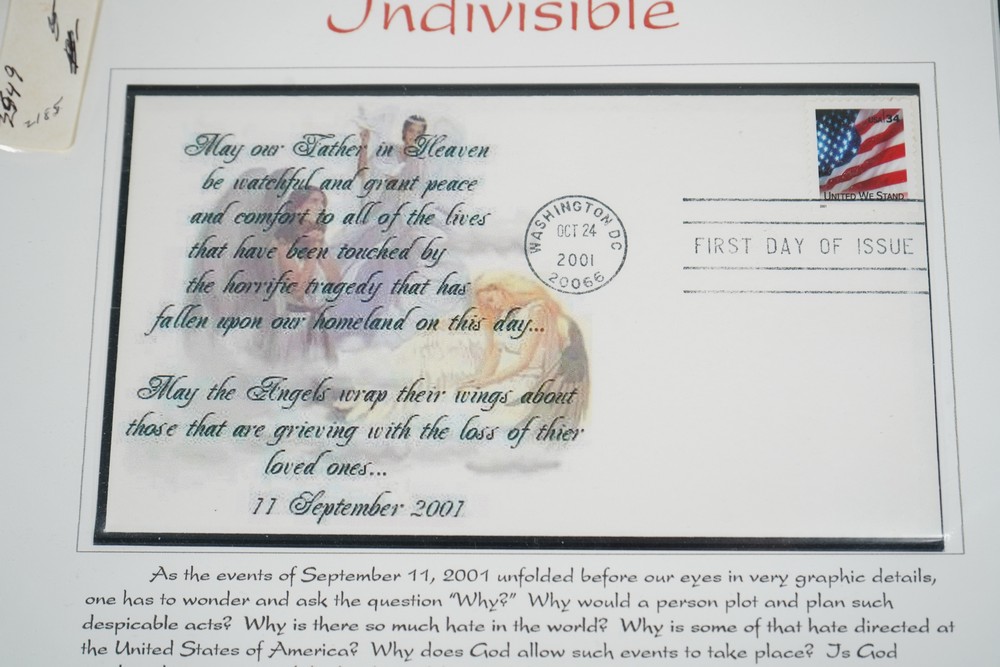 Indivisible
2185
May our Father in Heaven
be watchful and grant peace
and comfort to all of the lives
that have been touched by
the horrific tragedy that has
fallen upon our homeland on this day...
May the Angels wrap their wings about
those that are grieving with the loss of thier
loved ones...
11 September 2001
WASHINGTON DC
OCT 24
2001
20066
USA 34
UNITED WE STAND
FIRST DAY OF ISSUE
As the events of September 11, 2001 unfolded before our eyes in very graphic details,
one has to wonder and ask the question "Why?" Why would a person plot and plan such
despicable acts? Why is there so much hate in the world? Why is some of that hate directed at
the United States of America? Why does God allow such events to take place? Is God